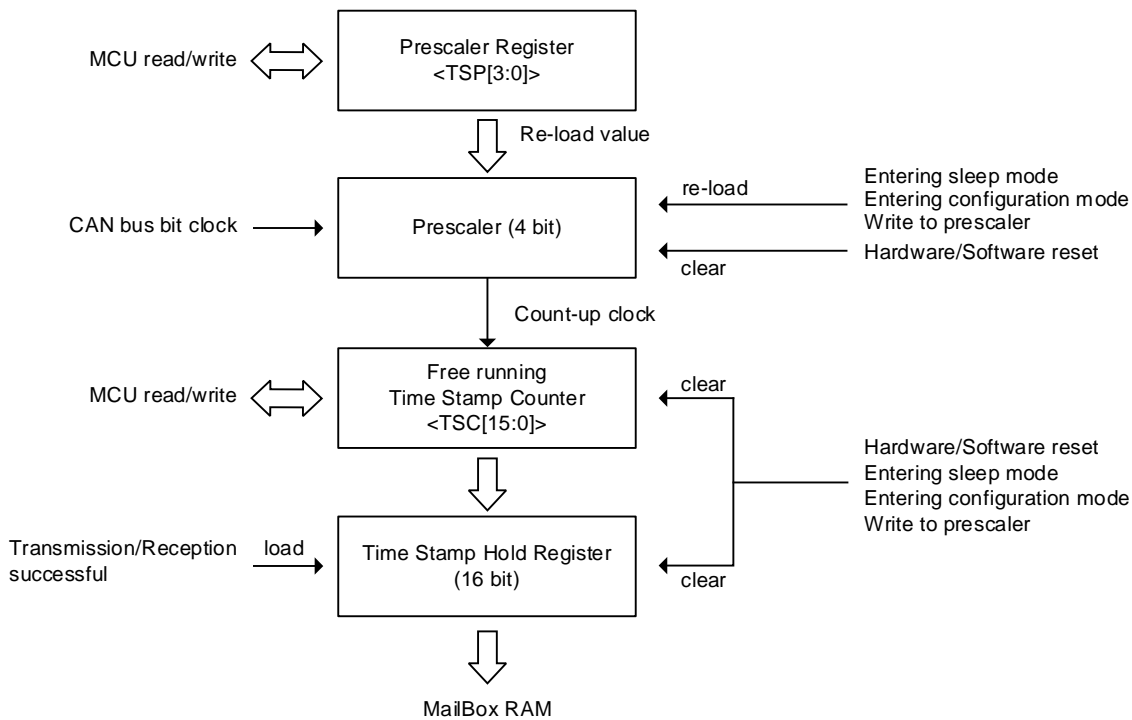 Prescaler Register
<TSP[3:0]>
MCU read/write
Re-load value
Entering sleep mode
Entering configuration mode
Write to prescaler
re-load
CAN bus bit clock
Prescaler (4 bit)
Hardware/Software reset
clear
Count-up clock
Free running
Time Stamp Counter
<TSC[15:0]>
MCU read/write
clear
Hardware/Software reset
Entering sleep mode
Entering configuration mode
Write to prescaler
Transmission/Reception
successful
load
Time Stamp Hold Register
(16 bit)
clear
MailBox RAM